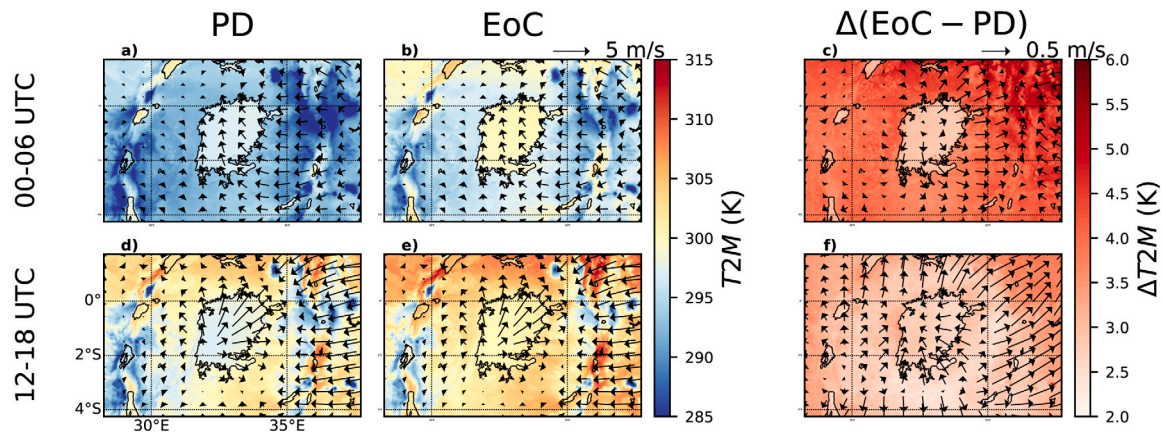 PD
EoC
Δ(EoC − PD)
a)
b)
5 m/s
c)
0.5 m/s
00-06 UTC
315
310
305
300
295
290
285
T2M (K)
6.0
5.5
5.0
4.5
4.0
3.5
3.0
2.5
2.0
ΔT2M (K)
d)
e)
f)
12-18 UTC
0°
2°S
4°S
30°E
35°E